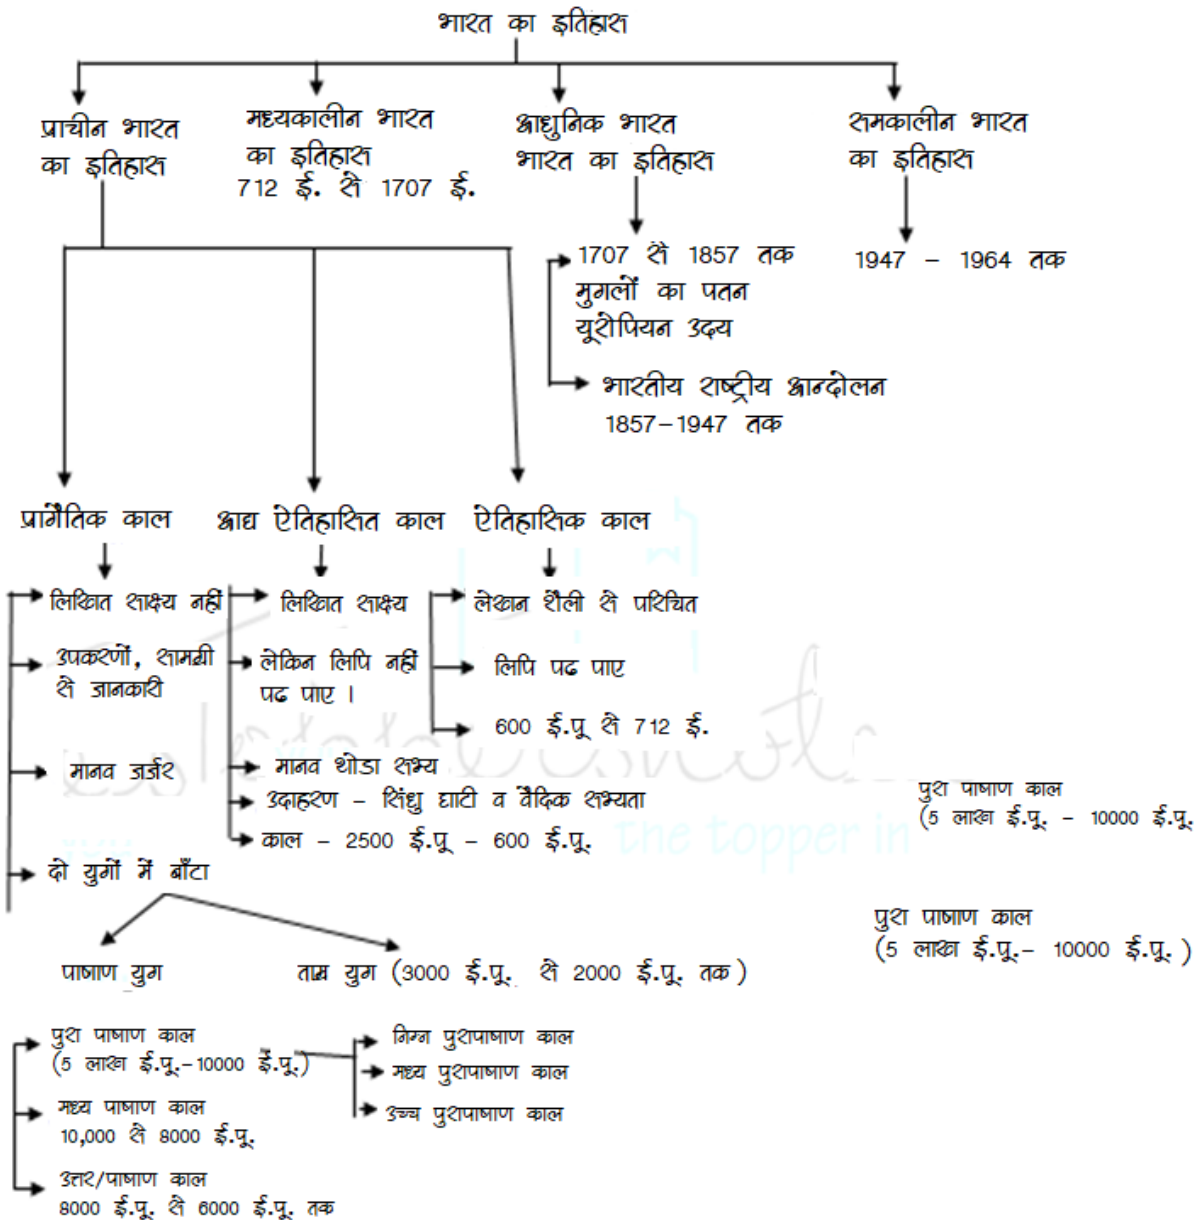 भारत का इतिहास
प्राचीन भारत
का इतिहास
मध्यकालीन भारत
का इतिहास
712 ई. से 1707 ई.
आधुनिक भारत
भारत का इतिहास
समकालीन भारत
का इतिहास
1707 से 1857 तक
मुगलों का पतन
यूरोपियन उदय
1947 – 1964 तक
भारतीय राष्ट्रीय आन्दोलन
1857–1947 तक
प्रागैतिक काल
आद्य ऐतिहासित काल
ऐतिहासिक काल
लिखित साक्ष्य नहीं
उपकरणों, सामग्री
से जानकारी
मानव जर्जर
दो युगों में बाँटा
लिखित साक्ष्य
लेकिन लिपि नहीं
पढ पाए ।
मानव थोडा सभ्य
उदाहरण – सिंधु घाटी व वैदिक सभ्यता
काल – 2500 ई.पू – 600 ई.पू.
लेखन शैली से परिचित
लिपि पढ पाए
600 ई.पू से 712 ई.
the topper in
पुरा पाषाण काल
(5 लाख ई.पू. – 10000 ई.पू.
पुरा पाषाण काल
(5 लाख ई.पू.– 10000 ई.पू.)
पाषाण युग
ताम्र युग (3000 ई.पू. से 2000 ई.पू. तक)
पुरा पाषाण काल
(5 लाख ई.पू.–10000 ई.पू.)
मध्य पाषाण काल
10,000 से 8000 ई.पू.
उत्तर/पाषाण काल
8000 ई.पू. से 6000 ई.पू. तक
निम्न पुरापाषाण काल
मध्य पुरापाषाण काल
उच्च पुरापाषाण काल